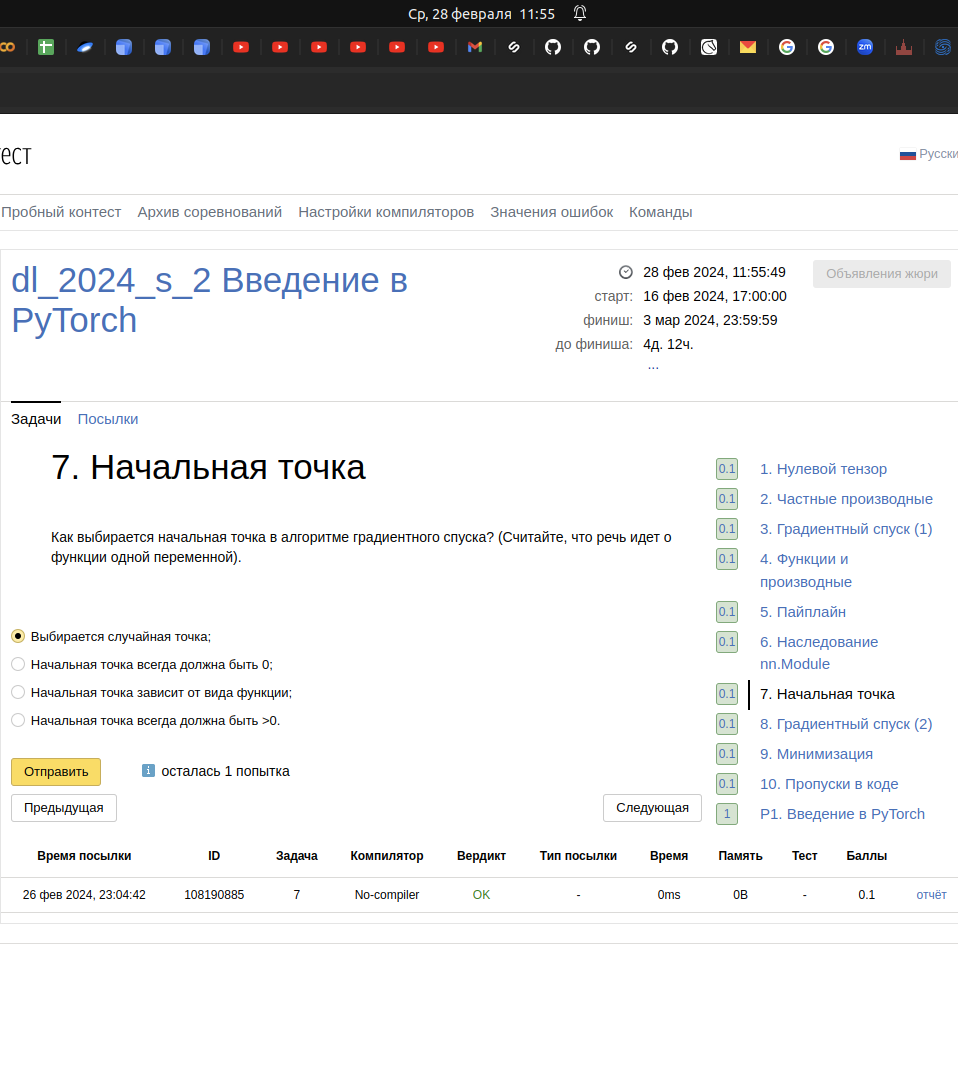 Ср, 28 февраля 11:55
zm
тест
Русски
Пробный контест Архив соревнований Настройки компиляторов Значения ошибок Команды
dl_2024_s_2 Введение в
PyTorch
28 фев 2024, 11:55:49
Объявления жюри
старт: 16 фев 2024, 17:00:00
финиш: 3 мар 2024, 23:59:59
до финиша: 4д. 12ч.
...
Задачи Посылки
7. Начальная точка
Как выбирается начальная точка в алгоритме градиентного спуска? (Считайте, что речь идет о
функции одной переменной).
Выбирается случайная точка;
Начальная точка всегда должна быть 0;
Начальная точка зависит от вида функции;
Начальная точка всегда должна быть >0.
Отправить
осталась 1 попытка
Предыдущая
Следующая
0.1 1. Нулевой тензор
0.1 2. Частные производные
0.1 3. Градиентный спуск (1)
0.1 4. Функции и
производные
0.1 5. Пайплайн
0.1 6. Наследование
nn.Module
0.1 7. Начальная точка
0.1 8. Градиентный спуск (2)
0.1 9. Минимизация
0.1 10. Пропуски в коде
1 P1. Введение в PyTorch
Время посылки ID Задача Компилятор Вердикт Тип посылки Время Память Тест Баллы
26 фев 2024, 23:04:42 108190885 7 No-compiler OK - 0ms 0B - 0.1 отчёт